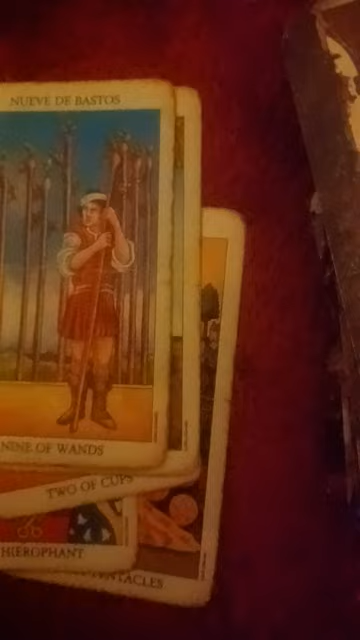 NUEVE DE BASTOS
NINE OF WANDS
TWO OF CUPS
HIEROPHANT
PENTACLES